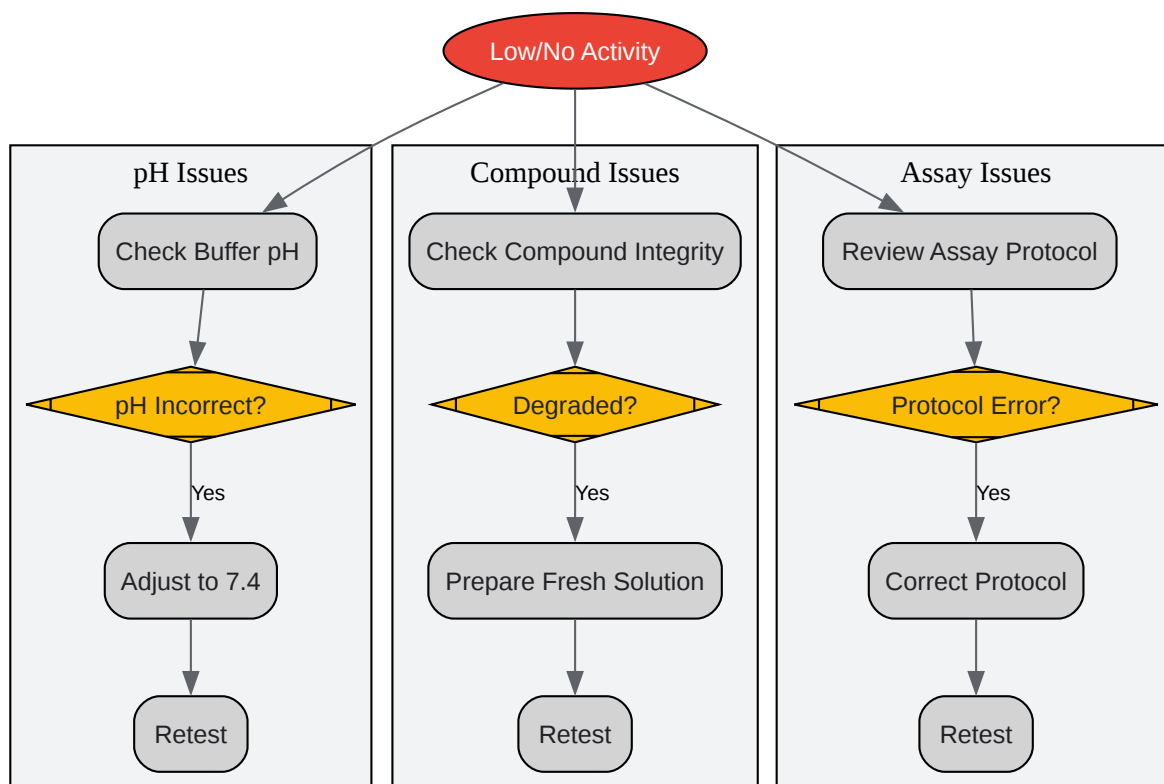 Low/No Activity
pH Issues
Check Buffer pH
pH Incorrect?
Yes
Adjust to 7.4
Retest
Compound Issues
Check Compound Integrity
Degraded?
Yes
Prepare Fresh Solution
Retest
Assay Issues
Review Assay Protocol
Protocol Error?
Yes
Correct Protocol
Retest